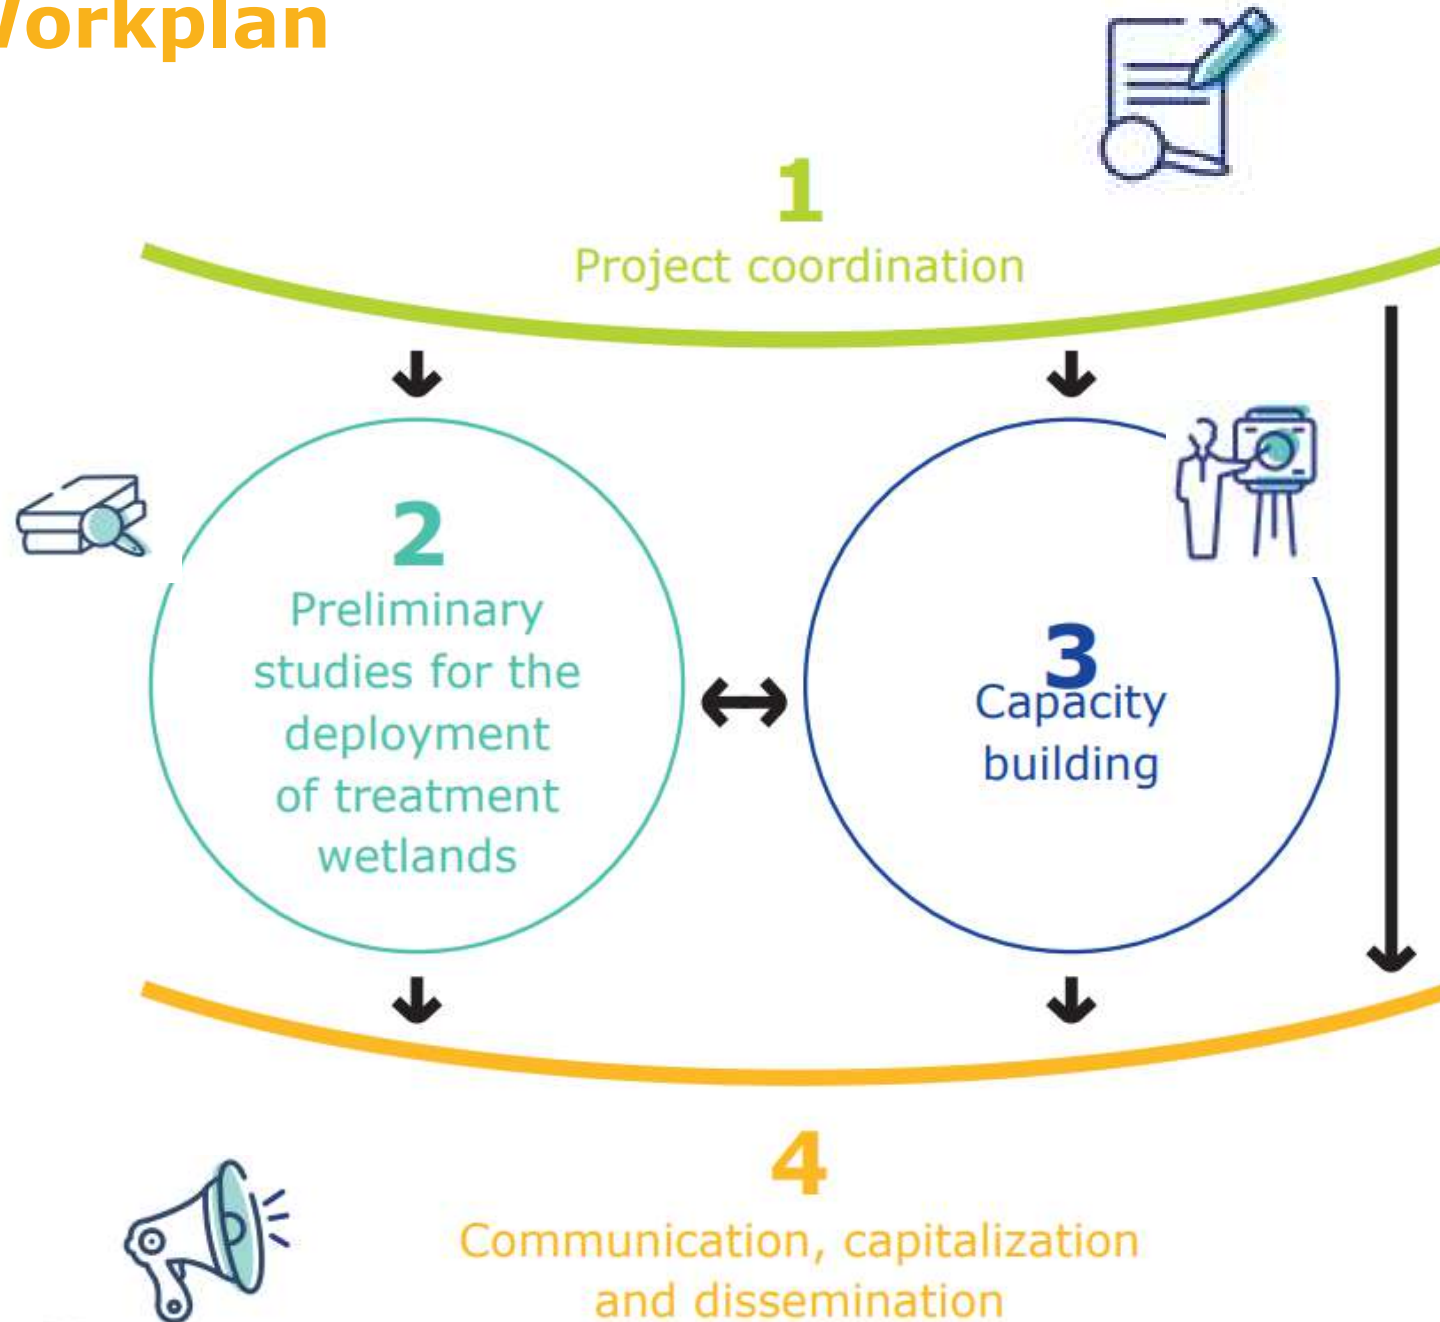 Workplan
1
Project coordination
2
Preliminary
studies for the
deployment
of treatment
wetlands
3
Capacity
building
4
Communication, capitalization
and dissemination